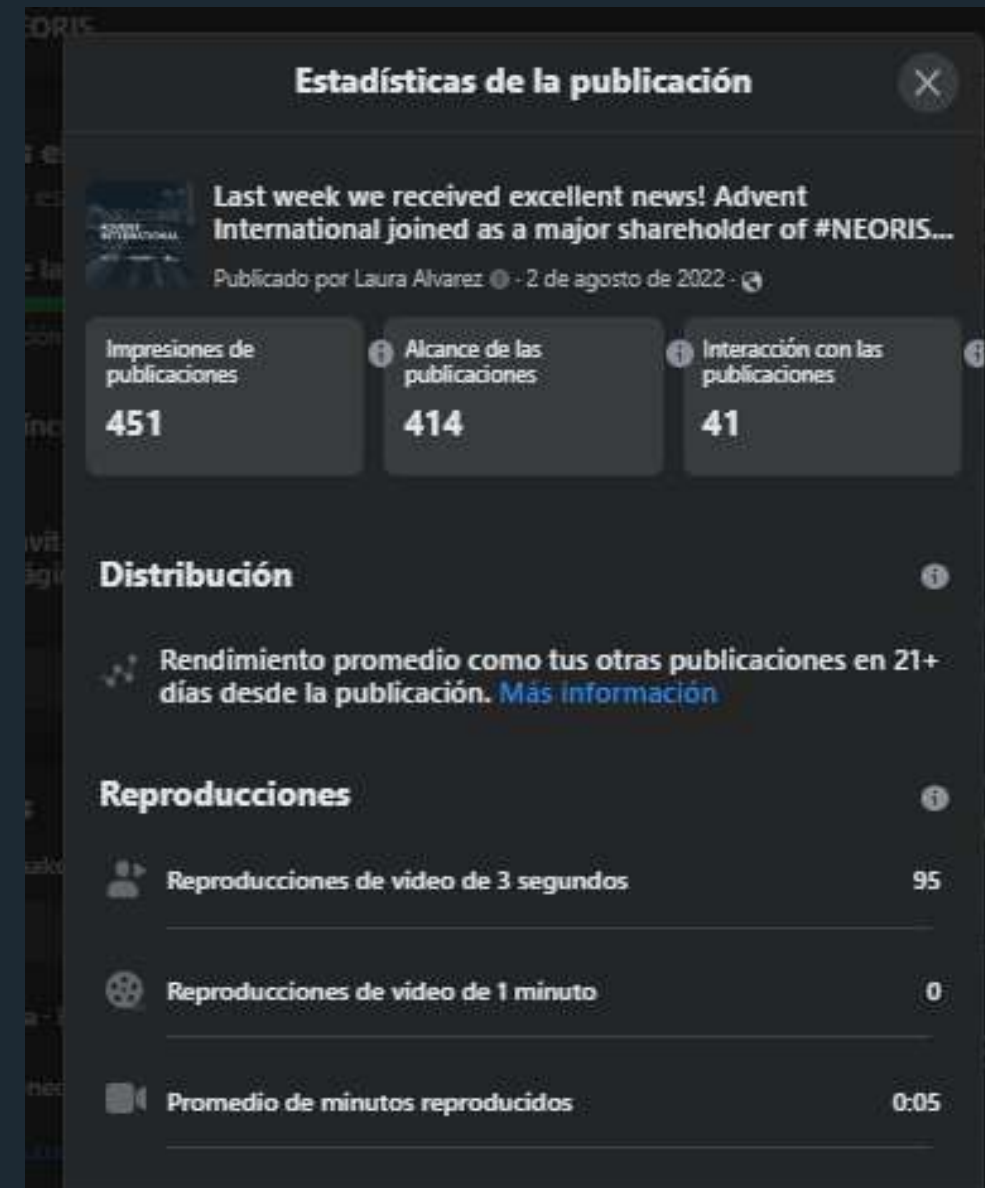 EORIS
Estadísticas de la publicación
ADVENT
INTERNATIONAL
Last week we received excellent news! Advent
International joined as a major shareholder of #NEORIS...
Publicado por Laura Alvarez · 2 de agosto de 2022 ·
Impresiones de
publicaciones
451
Alcance de las
publicaciones
414
Interacción con las
publicaciones
41
Distribución
Rendimiento promedio como tus otras publicaciones en 21+
días desde la publicación. Más información
Reproducciones
Reproducciones de video de 3 segundos
95
Reproducciones de video de 1 minuto
0
Promedio de minutos reproducidos
0:05